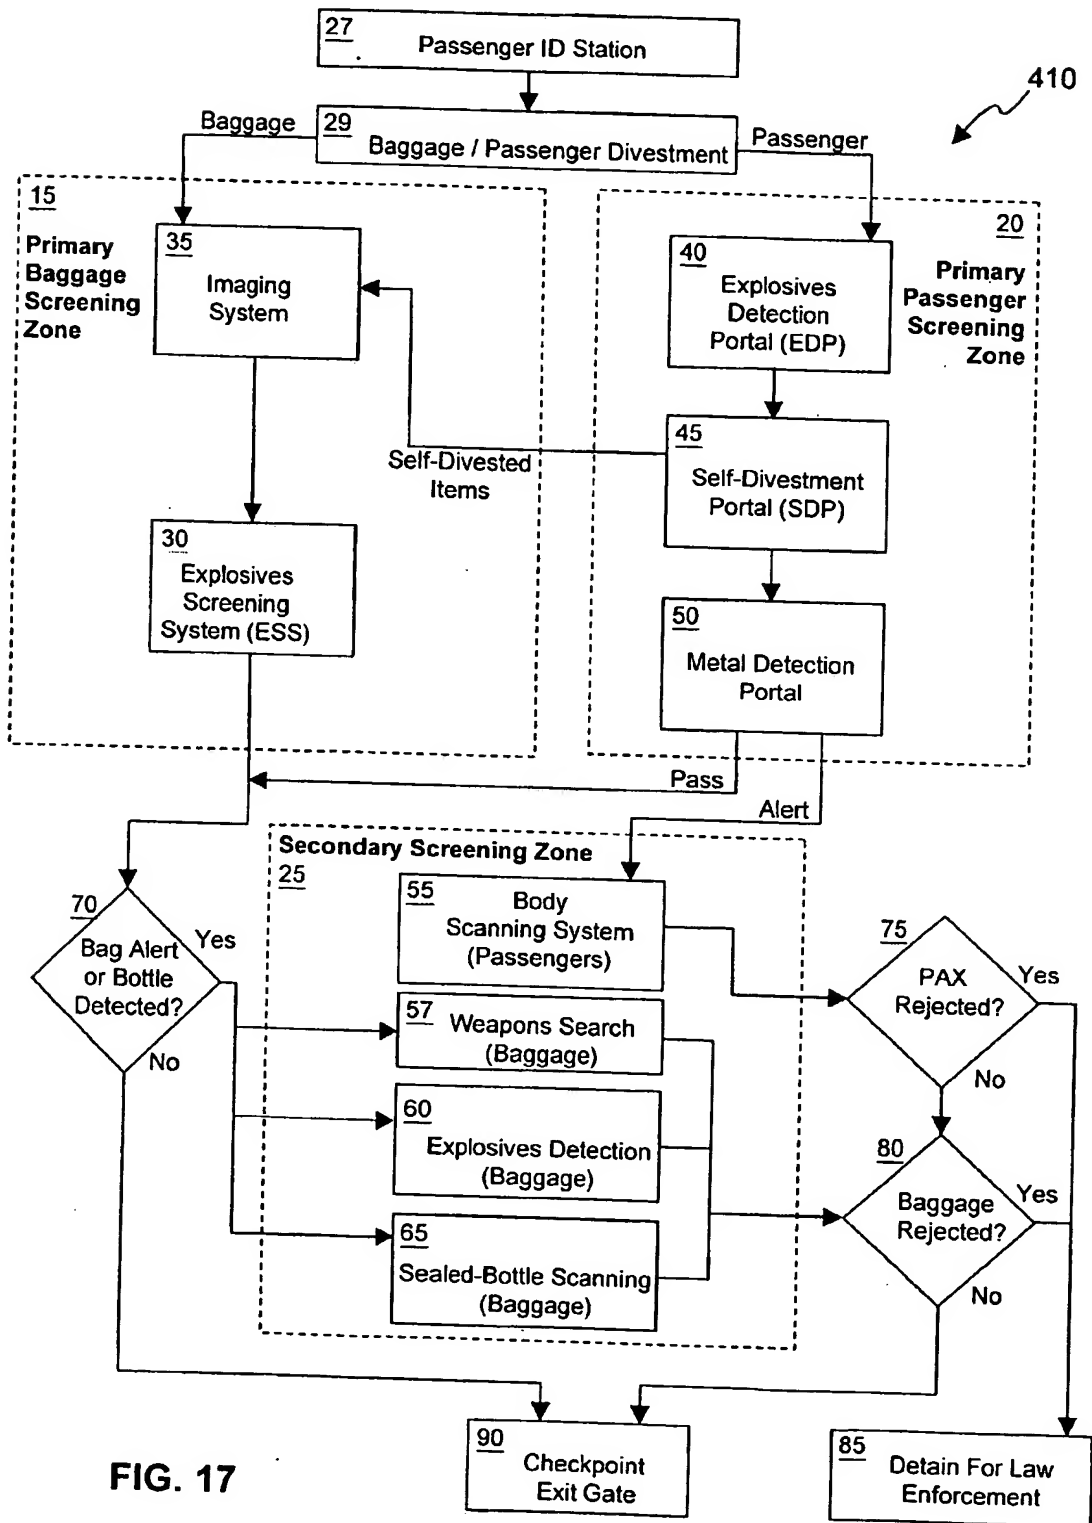 27
Passenger ID Station
410
Baggage
29
Baggage / Passenger Divestment
Passenger
15
Primary
Baggage
Screening
Zone
35
Imaging
System
20
Primary
Passenger
Screening
Zone
40
Explosives
Detection
Portal (EDP)
45
Self-Divestment
Portal (SDP)
Self-Divested
Items
30
Explosives
Screening
System (ESS)
50
Metal Detection
Portal
Pass
Alert
Secondary Screening Zone
25
55
Body
Scanning System
(Passengers)
70
Bag Alert
or Bottle
Detected?
Yes
No
57
Weapons Search
(Baggage)
60
Explosives Detection
(Baggage)
65
Sealed-Bottle Scanning
(Baggage)
75
PAX
Rejected?
Yes
No
80
Baggage
Rejected?
Yes
No
90
Checkpoint
Exit Gate
85
Detain For Law
Enforcement
FIG. 17